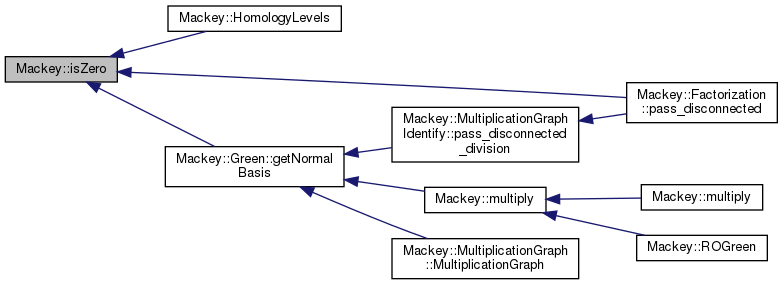 Mackey::HomologyLevels
Mackey::isZero
Mackey::Factorization
::pass_disconnected
Mackey::MultiplicationGraph
Identify::pass_disconnected
_division
Mackey::Green::getNormal
Basis
Mackey::multiply
Mackey::multiply
Mackey::ROGreen
Mackey::MultiplicationGraph
::MultiplicationGraph